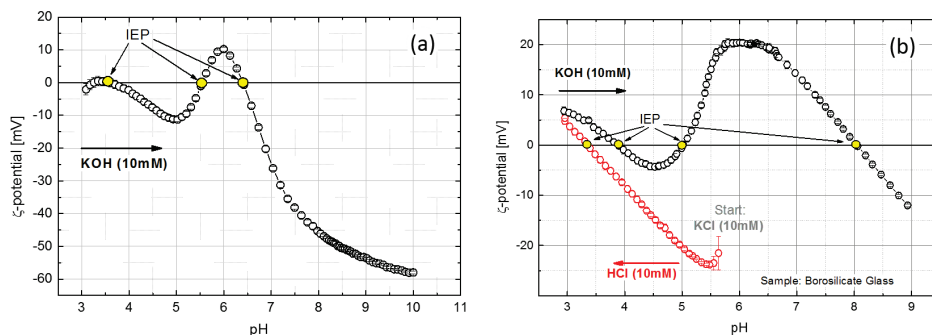 20
10
0
-10
-20
-30
-40
-50
-60
ζ-potential [mV]
IEP
(a)
KOH (10mM)
3 4 5 6 7 8 9 10 11
pH
20
10
0
-10
-20
ζ-potential [mV]
(b)
KOH (10mM)
IEP
Start:
KCl (10mM)
HCl (10mM)
Sample: Borosilicate Glass
3 4 5 6 7 8 9
pH